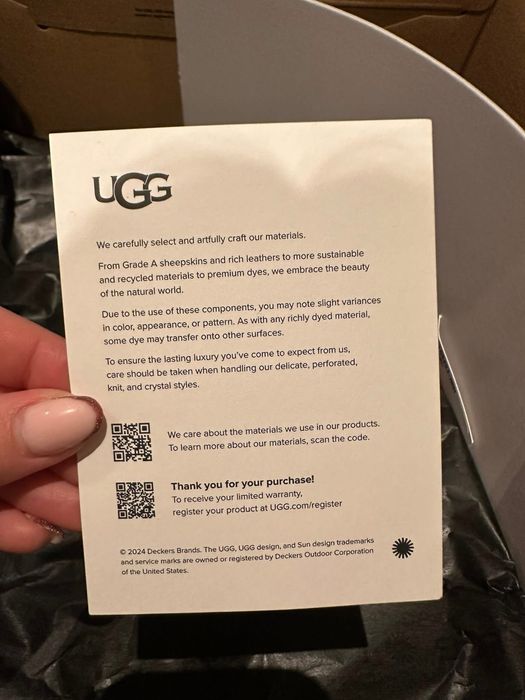 UGG
We carefully select and artfully craft our materials.
From Grade A sheepskins and rich leathers to more sustainable
and recycled materials to premium dyes, we embrace the beauty
of the natural world.
Due to the use of these components, you may note slight variances
in color, appearance, or pattern. As with any richly dyed material,
some dye may transfer onto other surfaces.
To ensure the lasting luxury you've come to expect from us,
care should be taken when handling our delicate, perforated,
knit, and crystal styles.
We care about the materials we use in our products.
To learn more about our materials, scan the code.
Thank you for your purchase!
To receive your limited warranty,
register your product at UGG.com/register
© 2024 Deckers Brands. The UGG, UGG design, and Sun design trademarks
and service marks are owned or registered by Deckers Outdoor Corporation
of the United States.